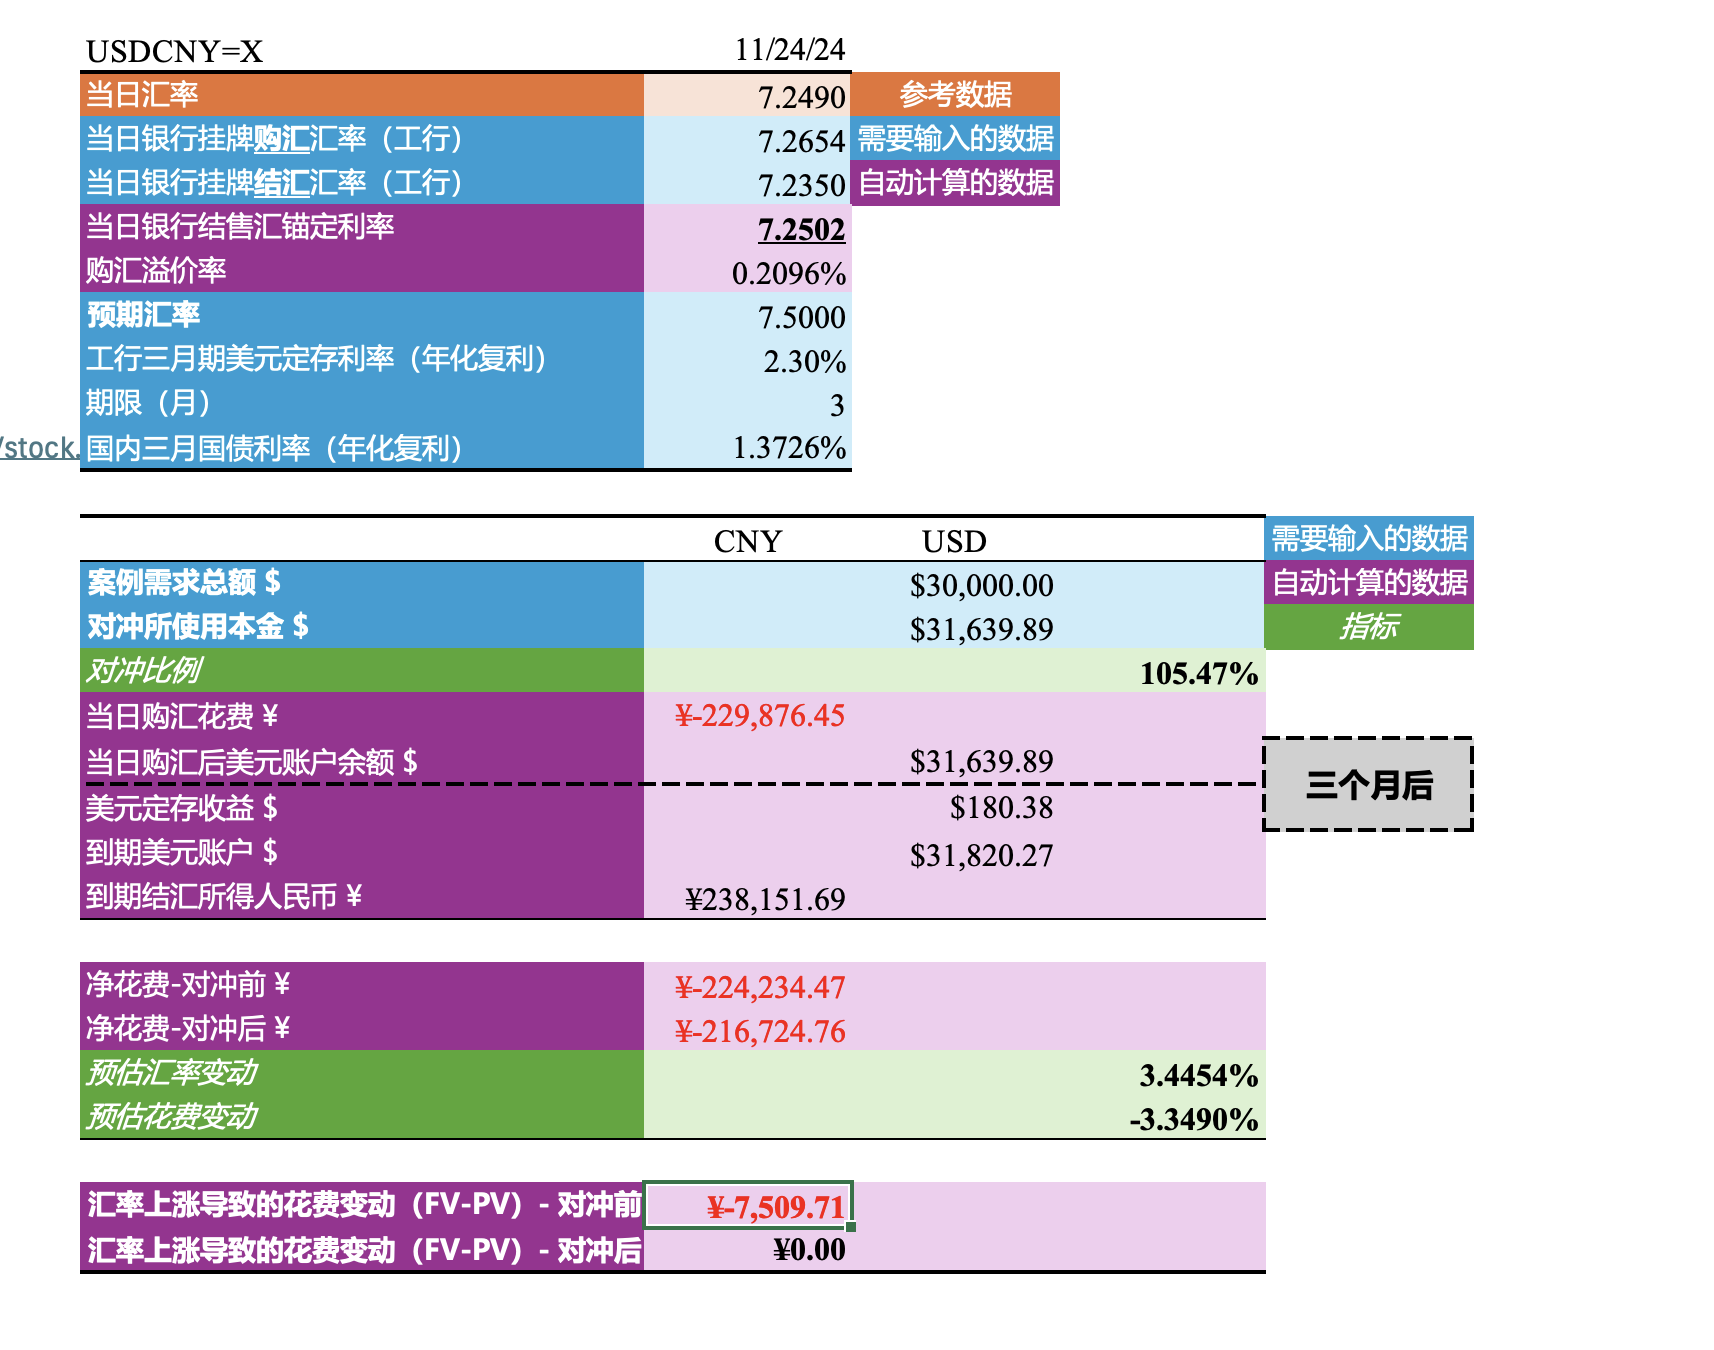 USDCNY=X 11/24/24
当日汇率 7.2490 参考数据
当日银行挂牌购汇汇率（工行） 7.2654 需要输入的数据
当日银行挂牌结汇汇率（工行） 7.2350 自动计算的数据
当日银行结售汇锚定利率 7.2502
购汇溢价率 0.2096%
预期汇率 7.5000
工行三月期美元定存利率（年化复利） 2.30%
期限（月） 3
/stock. 国内三月国债利率（年化复利） 1.3726%
CNY USD 需要输入的数据
案例需求总额 $ $30,000.00 自动计算的数据
对冲所使用本金 $ $31,639.89 指标
对冲比例 105.47%
当日购汇花费 ¥ ¥-229,876.45
当日购汇后美元账户余额 $ $31,639.89
三个月后
美元定存收益 $ $180.38
到期美元账户 $ $31,820.27
到期结汇所得人民币 ¥ ¥238,151.69
净花费-对冲前 ¥ ¥-224,234.47
净花费-对冲后 ¥ ¥-216,724.76
预估汇率变动 3.4454%
预估花费变动 -3.3490%
汇率上涨导致的花费变动（FV-PV）- 对冲前 ¥-7,509.71
汇率上涨导致的花费变动（FV-PV）- 对冲后 ¥0.00